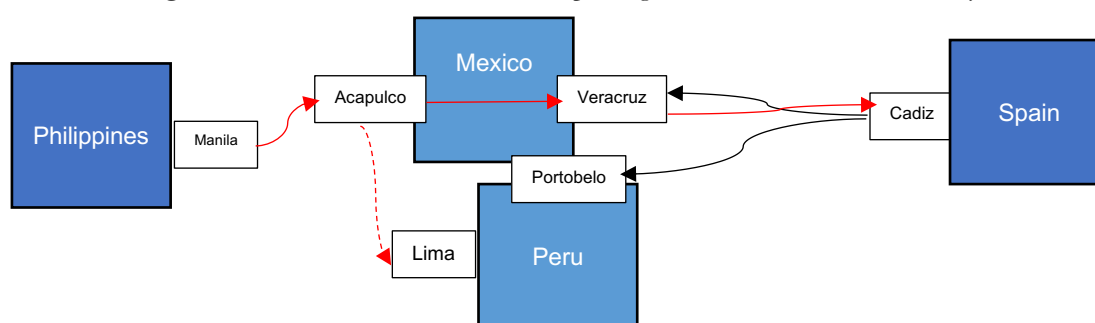 Mexico
Acapulco
Veracruz
Philippines
Manila
Cadiz
Spain
Portobelo
Lima
Peru